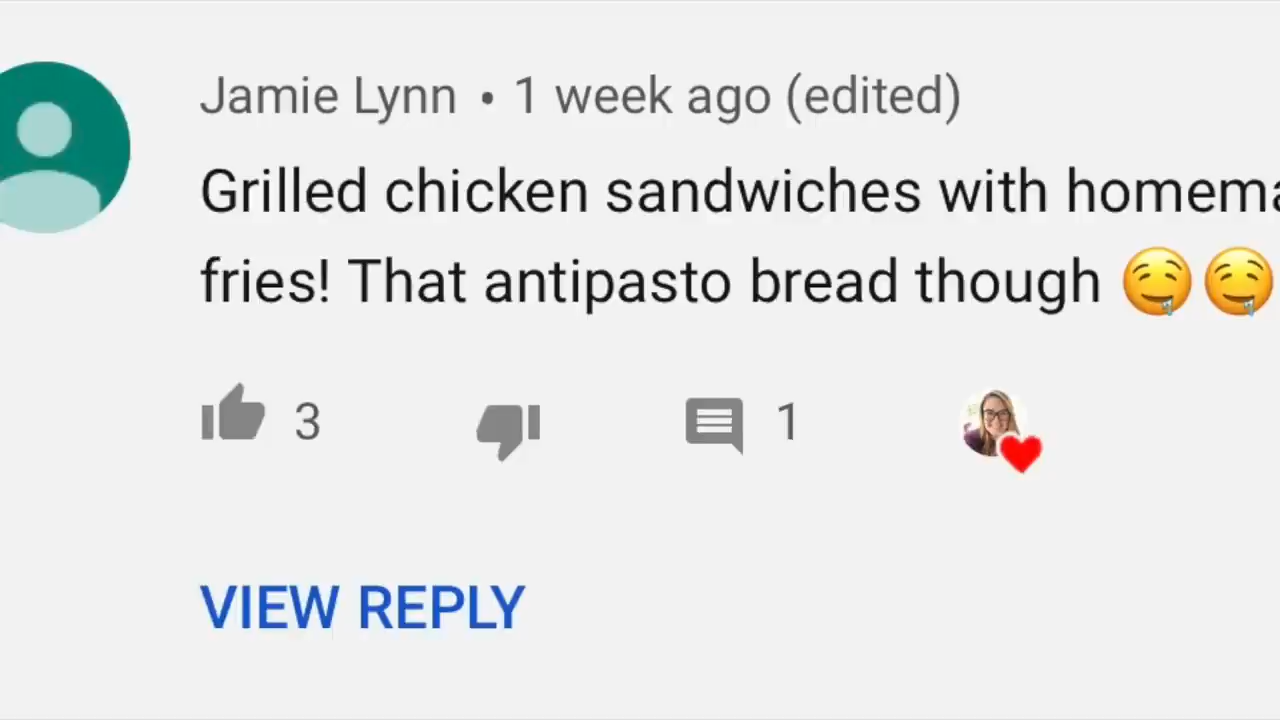 Jamie Lynn • 1 week ago (edited)
Grilled chicken sandwiches with
fries! That antipasto bread though 🤤🤤
3 1
VIEW REPLY